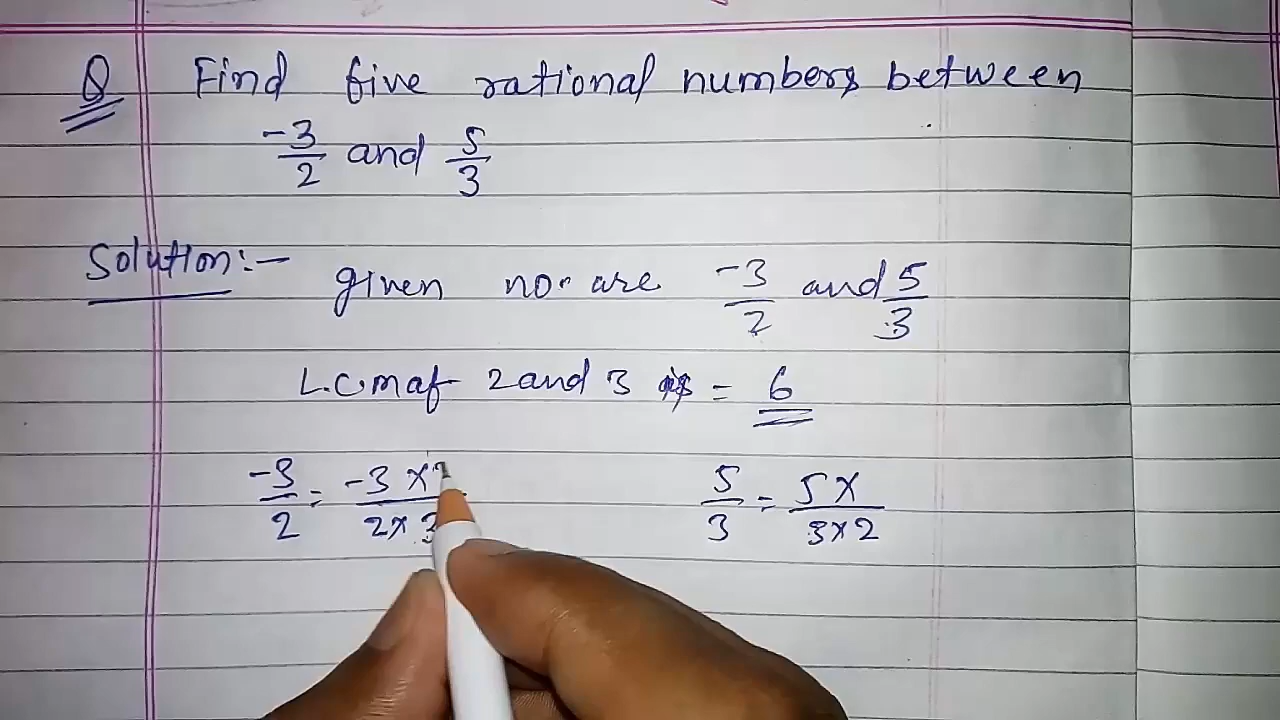 Q Find five rational numbers between
-3/2 and 5/3
Solution:- given no. are -3/2 and 5/3
L.C.M of 2 and 3 = 6
-3/2 = -3 × / 2 × 3 5/3 = 5 × / 3 × 2